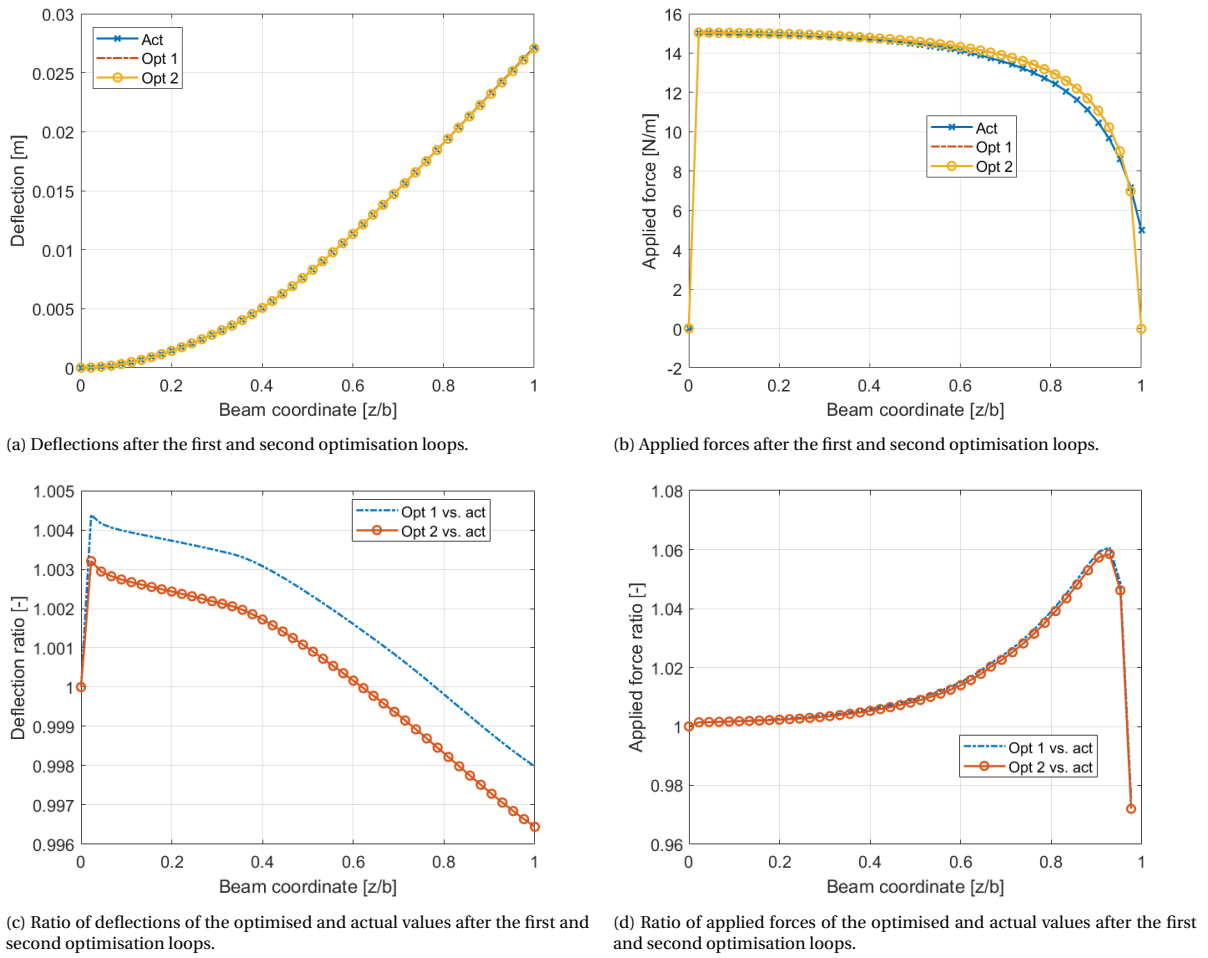 0.03
0.025
0.02
0.015
0.01
0.005
0
Deflection [m]
Act
Opt 1
Opt 2
0 0.2 0.4 0.6 0.8 1
Beam coordinate [z/b]
(a) Deflections after the first and second optimisation loops.
16
14
12
10
8
6
4
2
0
-2
Applied force [N/m]
Act
Opt 1
Opt 2
0 0.2 0.4 0.6 0.8 1
Beam coordinate [z/b]
(b) Applied forces after the first and second optimisation loops.
1.005
1.004
1.003
1.002
1.001
1
0.999
0.998
0.997
0.996
Deflection ratio [-]
Opt 1 vs. act
Opt 2 vs. act
0 0.2 0.4 0.6 0.8 1
Beam coordinate [z/b]
(c) Ratio of deflections of the optimised and actual values after the first and
second optimisation loops.
1.08
1.06
1.04
1.02
1
0.98
0.96
Applied force ratio [-]
Opt 1 vs. act
Opt 2 vs. act
0 0.2 0.4 0.6 0.8 1
Beam coordinate [z/b]
(d) Ratio of applied forces of the optimised and actual values after the first
and second optimisation loops.